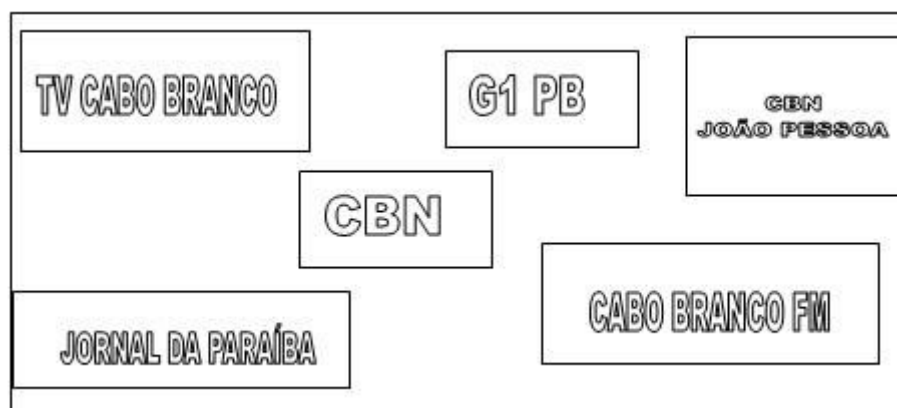 TV CABO BRANCO
G1 PB
CBN
JOÃO PESSOA
CBN
CABO BRANCO FM
JORNAL DA PARAÍBA